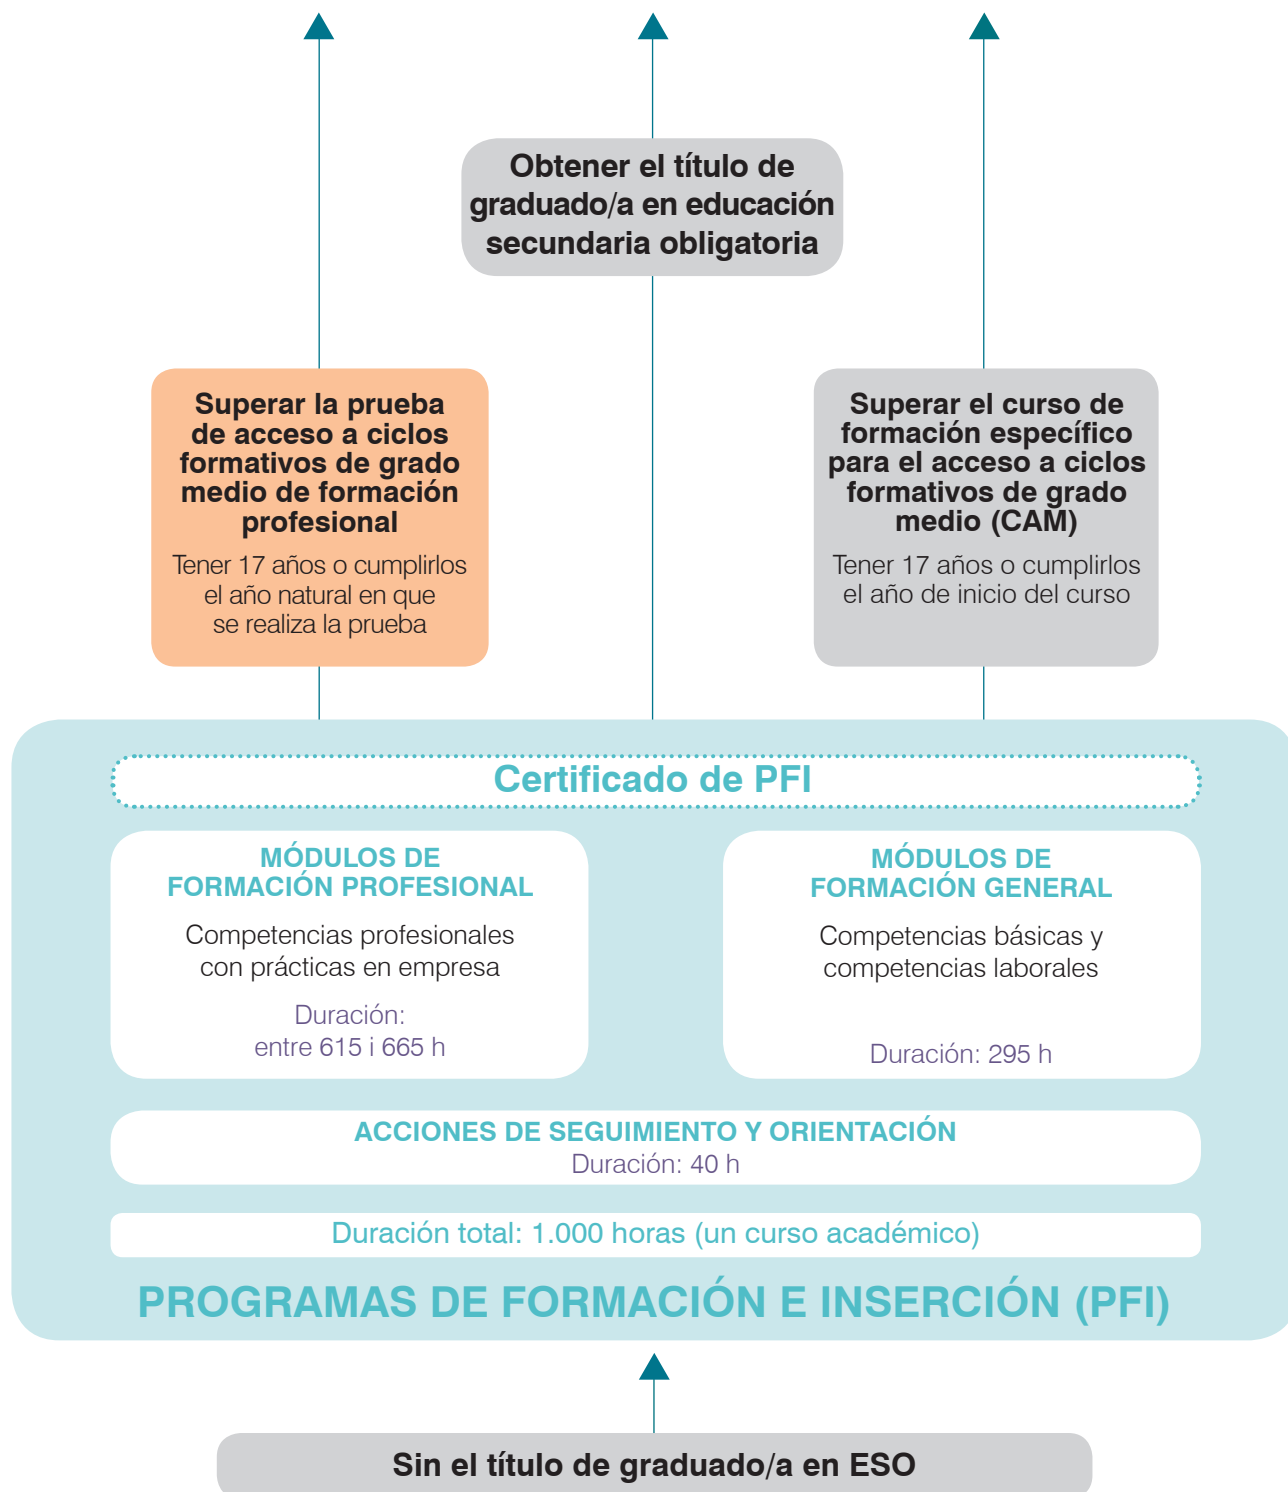 Obtener el título de
graduado/a en educación
secundaria obligatoria
Superar la prueba
de acceso a ciclos
formativos de grado
medio de formación
profesional
Tener 17 años o cumplirlos
el año natural en que
se realiza la prueba
Superar el curso de
formación específico
para el acceso a ciclos
formativos de grado
medio (CAM)
Tener 17 años o cumplirlos
el año de inicio del curso
Certificado de PFI
MÓDULOS DE
FORMACIÓN PROFESIONAL
Competencias profesionales
con prácticas en empresa
Duración:
entre 615 i 665 h
MÓDULOS DE
FORMACIÓN GENERAL
Competencias básicas y
competencias laborales
Duración: 295 h
ACCIONES DE SEGUIMIENTO Y ORIENTACIÓN
Duración: 40 h
Duración total: 1.000 horas (un curso académico)
PROGRAMAS DE FORMACIÓN E INSERCIÓN (PFI)
Sin el título de graduado/a en ESO